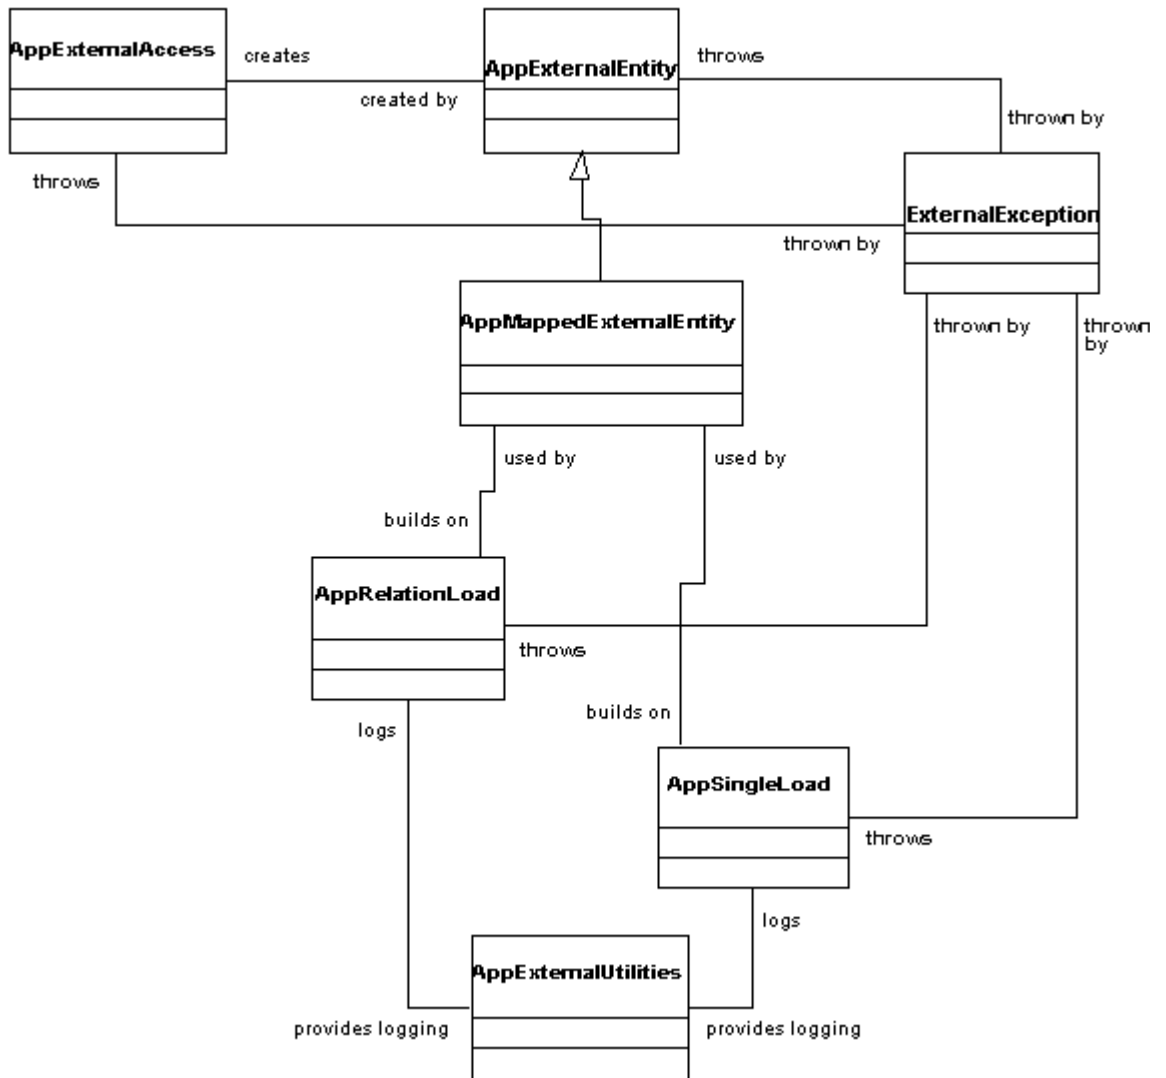 AppExternalAccess
creates
AppExternalEntity
throws
created by
thrown by
throws
ExternalException
thrown by
AppMappedExternalEntity
thrown by
thrown
by
used by
used by
builds on
AppRelationLoad
throws
builds on
logs
AppSingleLoad
throws
logs
AppExternalUtilities
provides logging
provides logging